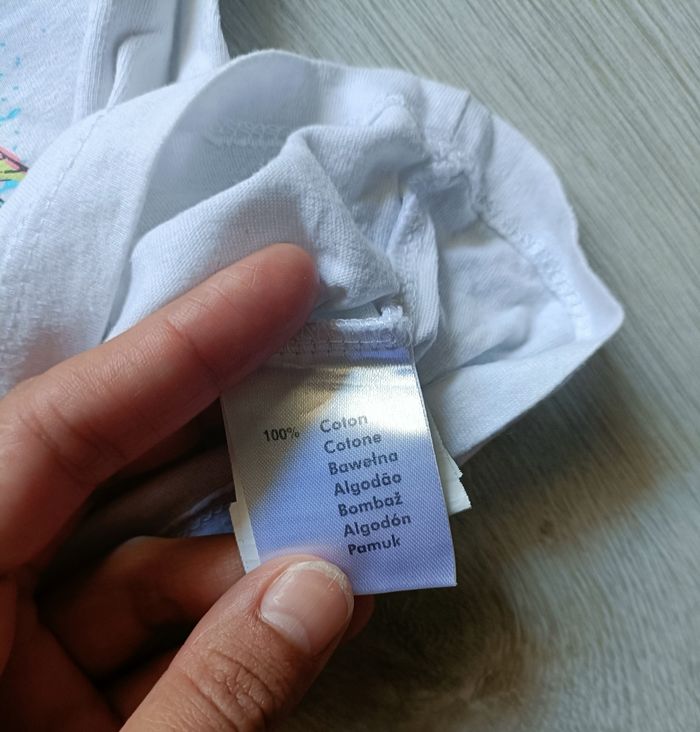 100% Coton
Cotone
Bawełna
Algodão
Bombaž
Algodón
Pamuk